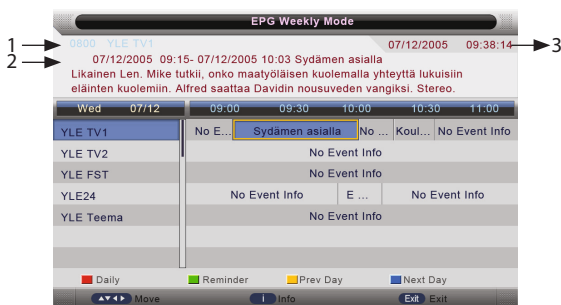 EPG Weekly Mode
1 0800 YLE TV1 07/12/2005 09:38:14 3
2 07/12/2005 09:15- 07/12/2005 10:03 Sydämen asialla
Likainen Len. Mike tutkii, onko maatyöläisen kuolemalla yhteyttä lukuisiin
eläinten kuolemiin. Alfred saattaa Davidin nousuveden vangiksi. Stereo.
Wed 07/12 09:00 09:30 10:00 10:30 11:00
YLE TV1 No E... Sydämen asialla No ... Koul... No Event Info
YLE TV2 No Event Info
YLE FST No Event Info
YLE24 No Event Info E ... No Event Info
YLE Teema No Event Info
Daily Reminder Prev Day Next Day
Move i Info Exit Exit